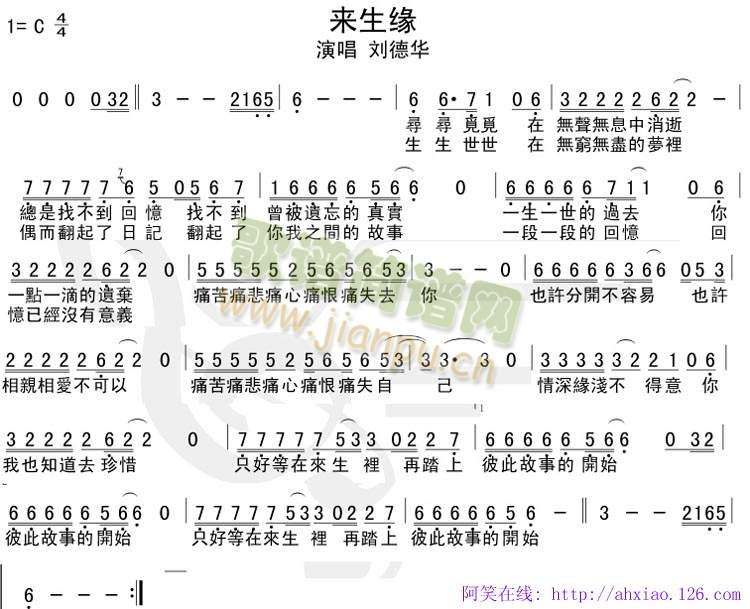 来生缘
1= C 4/4
演唱 刘德华
0 0 0 0 32 ‖ 3 － － 2165 | 6 － － － | 6 6· 7 1 0 6 | 3 2 2 2 2 6 2 2 － |
尋 尋 覓覓 在 無聲無息中消逝
生 生 世世 在 無窮無盡的夢裡
7 7 7 7 7 7 6 5 0 5 6 7 | 1 6 6 6 6 6 5 6 6 0 | 6 6 6 6 6 6 7 1 1 0 6 |
總是找不到回憶 找不到 曾被遺忘的真實 一生一世的過去 你
偶而翻起了日記 翻起了 你我之間的故事 一段一段的回憶 回
歌谱简谱网
www.jianpu.cn
3 2 2 2 2 6 2 2 0 | 5 5 5 5 5 5 5 6 5 6 5 3 | 3 － － 0 | 6 6 6 6 6 3 6 6 0 5 3 |
一點一滴的遺棄 痛苦痛悲痛心痛恨痛失去 你 也許分開不容易 也許
憶已經沒有意義
2 2 2 2 2 6 2 2 0 | 5 5 5 5 5 5 5 6 5 6 5 3 | 3 3· 3 0 | 3 3 3 3 3 3 2 2 1 0 6 |
相親相愛不可以 痛苦痛悲痛心痛恨痛失自 己 情深緣淺不 得意 你
3 2 2 2 2 6 2 2 0 | 7 7 7 7 7 5 3 3 0 2 2 7 | 6 6 6 6 6 6 5 6 6 0 3 2 |
我也知道去珍惜 只好等在來生 裡 再踏上 彼此故事的開始
6 6 6 6 6 6 5 6 6 0 | 7 7 7 7 7 5 3 3 0 2 2 7 | 6 6 6 6 6 6 5 6 － | 3 － － 2165 |
彼此故事的開始 只好等在來生 裡 再踏上 彼此故事的開始
6 － － :‖
阿笑在线: http://ahxiao.126.com